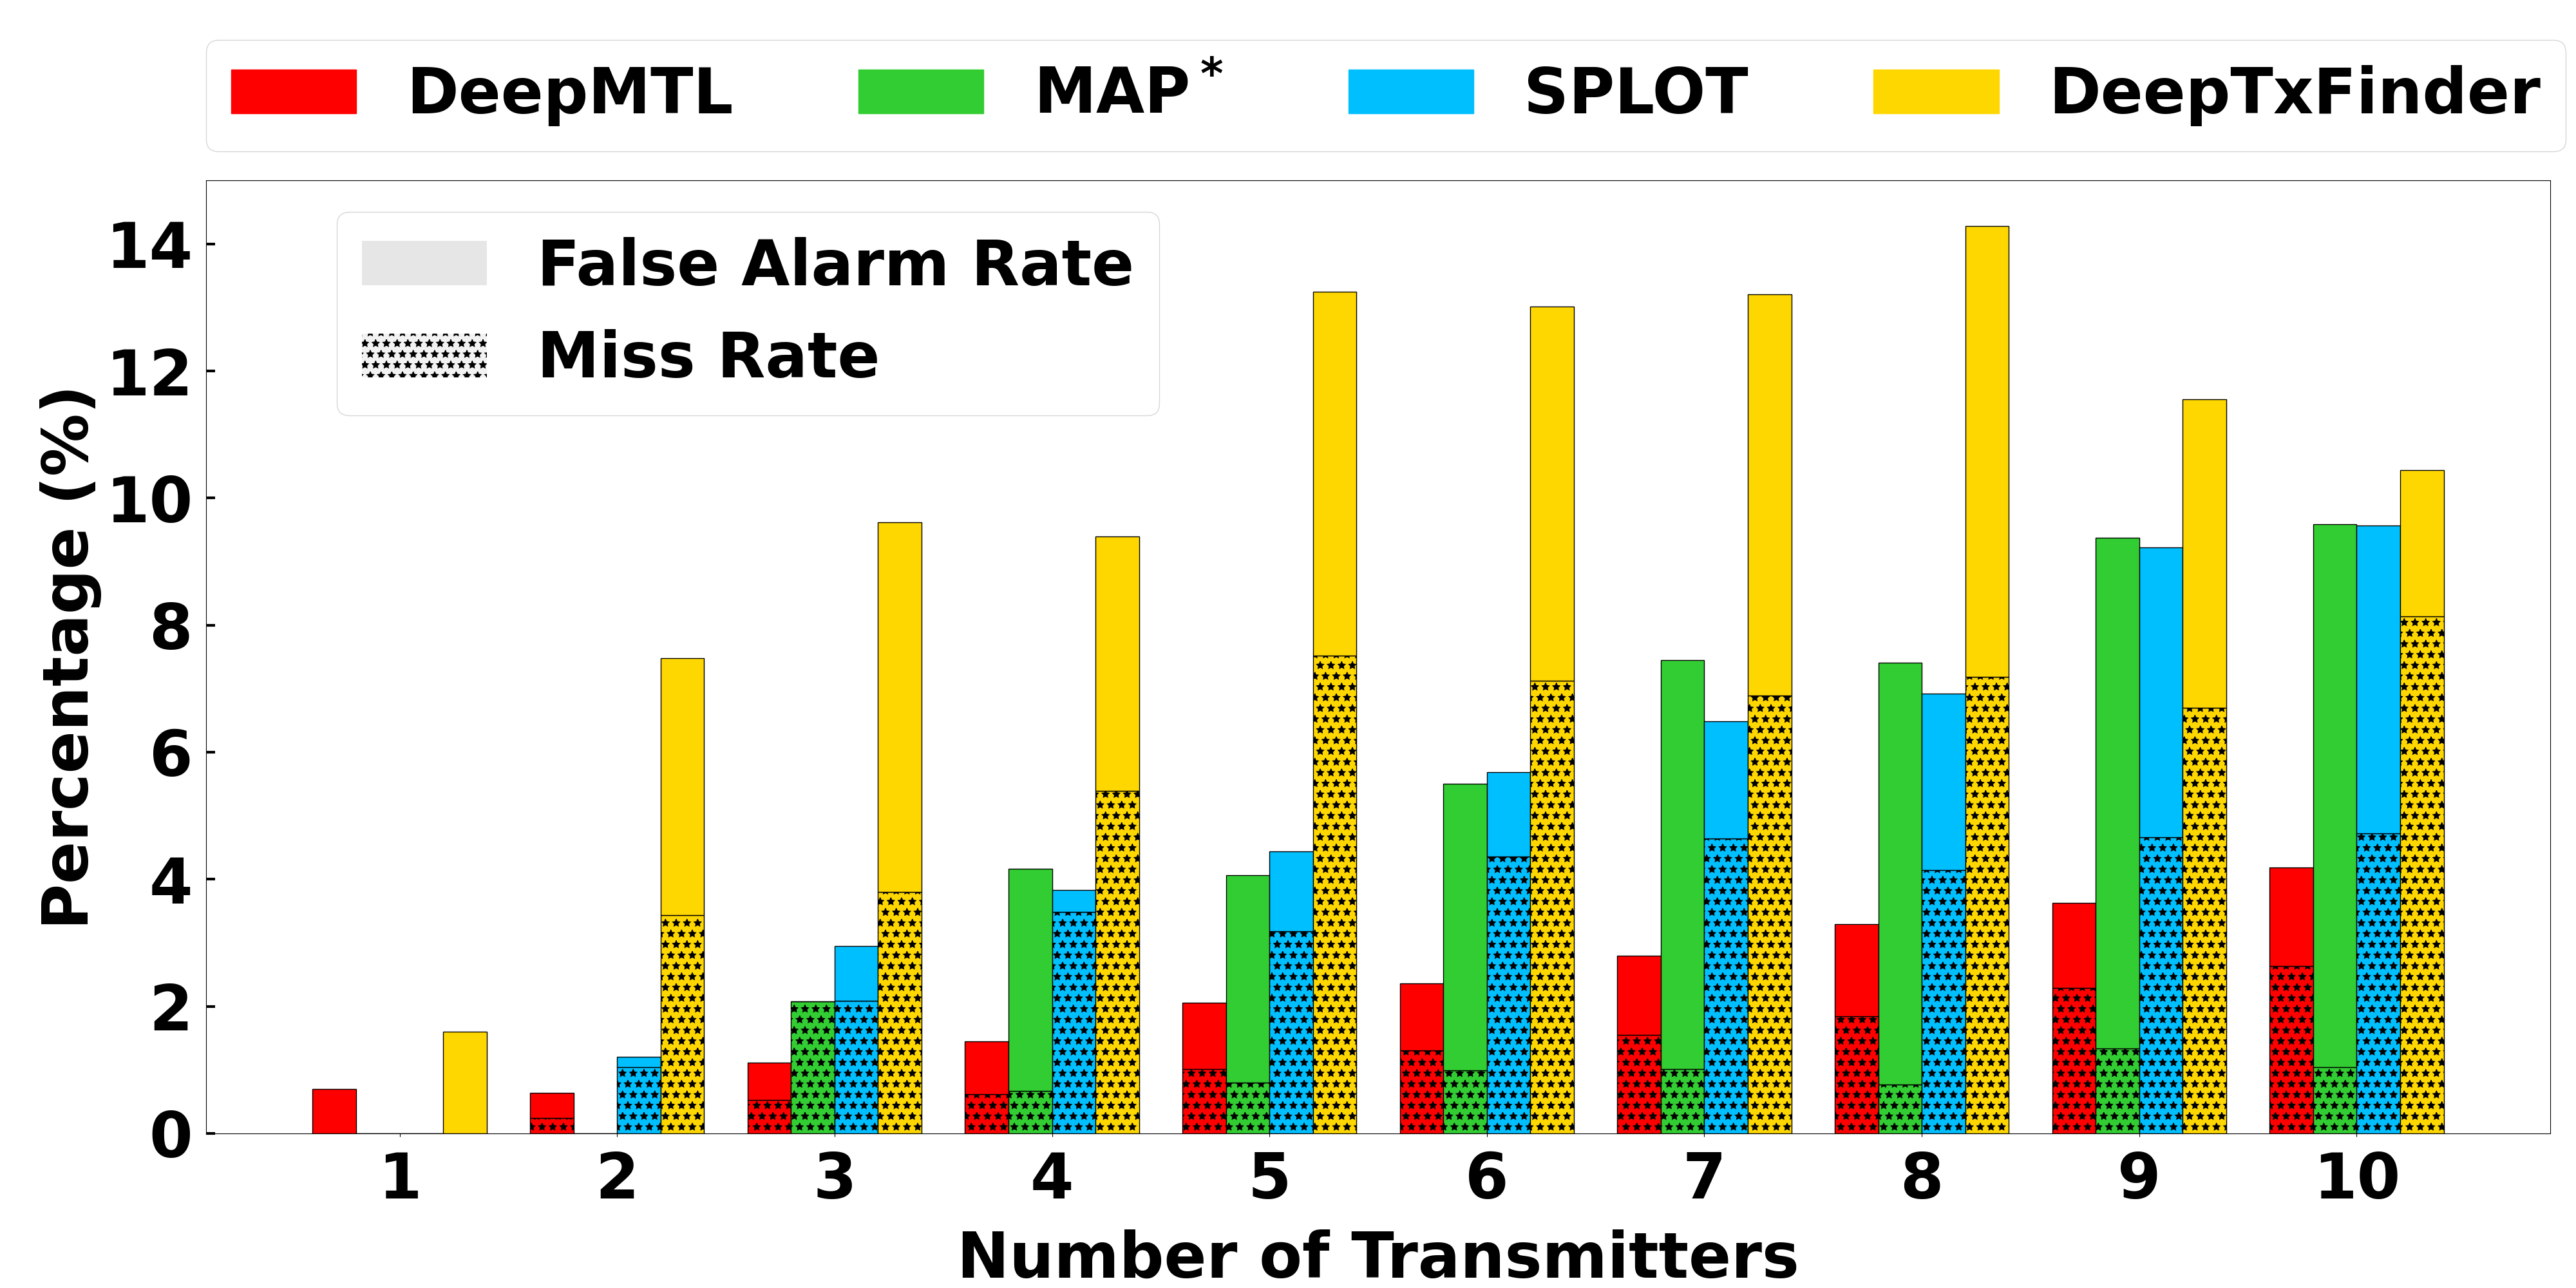 DeepMTL MAP* SPLOT DeepTxFinder
False Alarm Rate
Miss Rate
Percentage (%)
14
12
10
8
6
4
2
0
1 2 3 4 5 6 7 8 9 10
Number of Transmitters